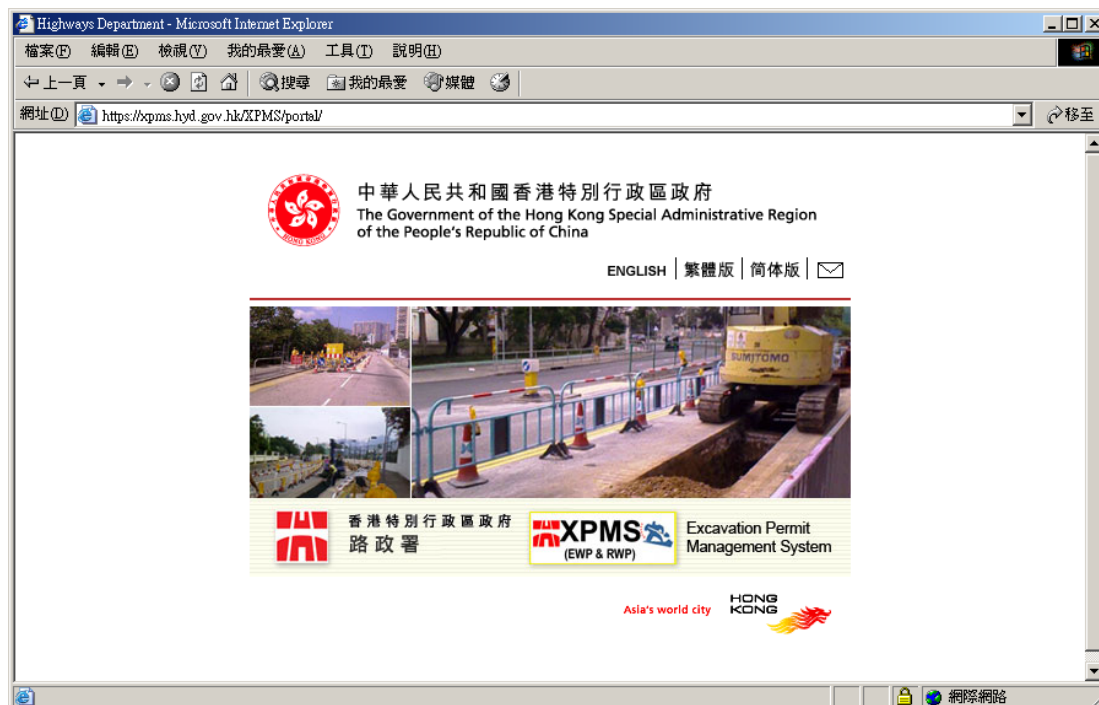 Highways Department - Microsoft Internet Explorer
檔案(F) 編輯(E) 檢視(V) 我的最愛(A) 工具(T) 說明(H)
上一頁 搜尋 我的最愛 媒體
網址(D) https://xpms.hyd.gov.hk/XPMS/portal/ 移至
中華人民共和國香港特別行政區政府
The Government of the Hong Kong Special Administrative Region
of the People's Republic of China
HONG KONG
ENGLISH 繁體版 简体版
SUMITOMO
香港特別行政區政府
路政署
XPMS
(EWP & RWP)
Excavation Permit
Management System
Asia's world city
HONG
KONG
網際網路